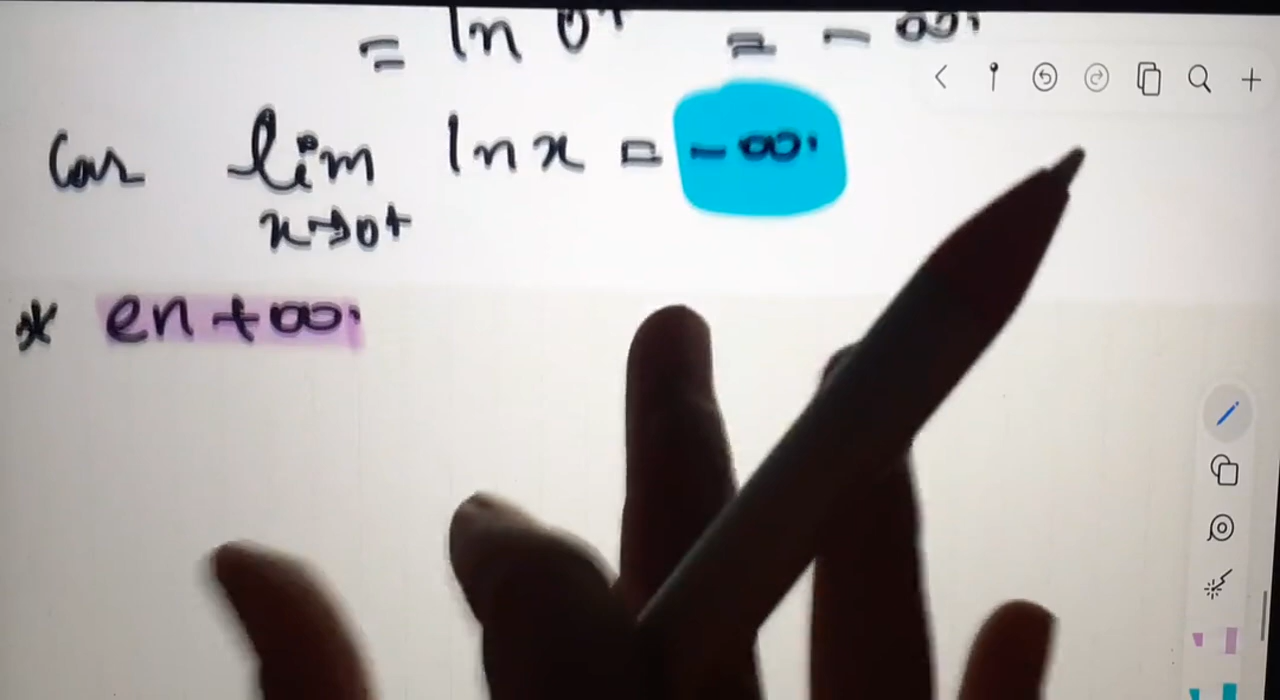 = ln 0⁺ = - ∞.
Car lim ln x = - ∞.
x→0+
* en +∞.